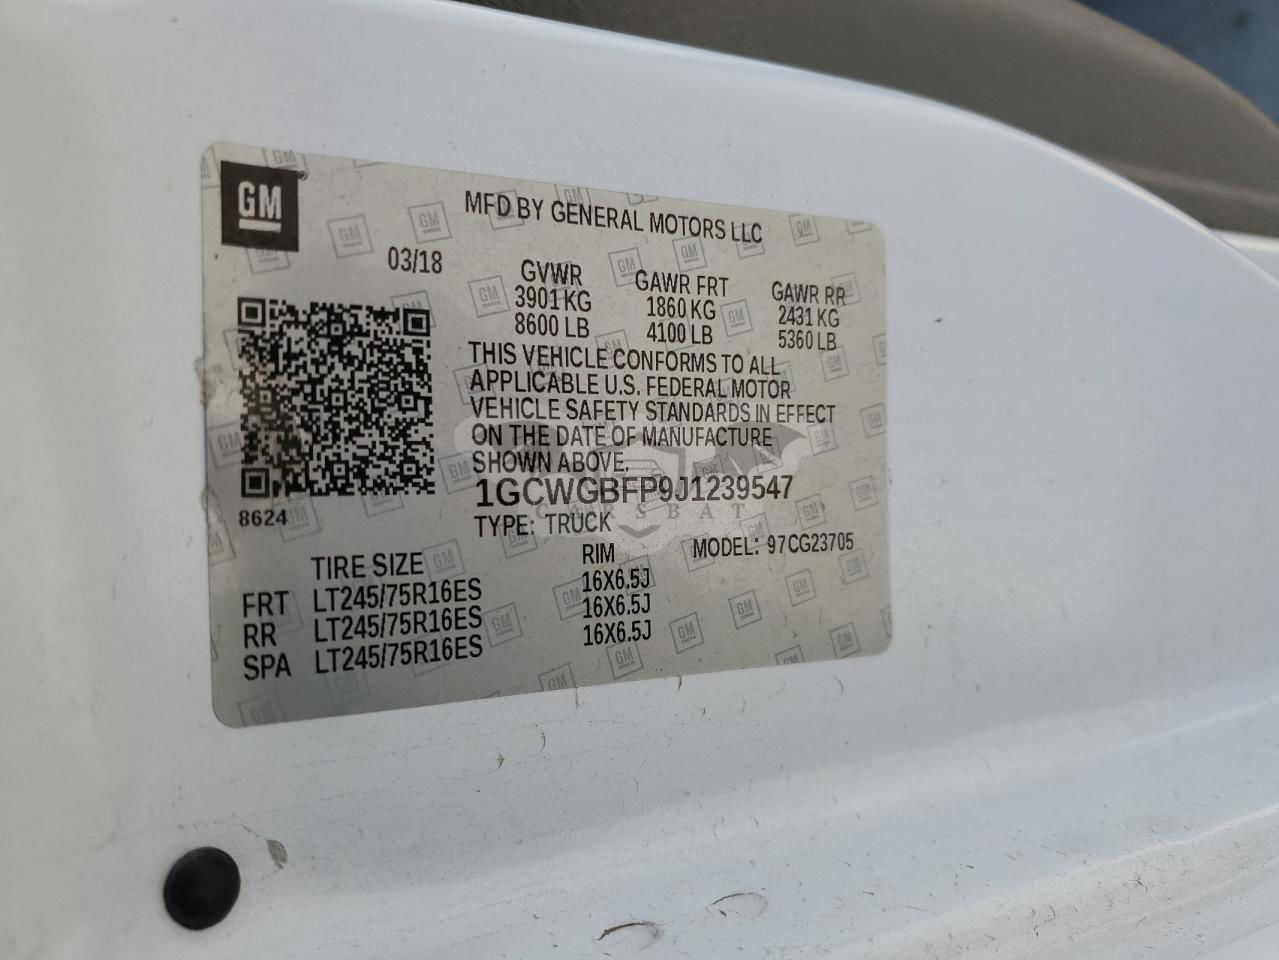 GM
MFD BY GENERAL MOTORS LLC
03/18
GVWR GAWR FRT GAWR RR
3901 KG 1860 KG 2431 KG
8600 LB 4100 LB 5360 LB
THIS VEHICLE CONFORMS TO ALL
APPLICABLE U.S. FEDERAL MOTOR
VEHICLE SAFETY STANDARDS IN EFFECT
ON THE DATE OF MANUFACTURE
SHOWN ABOVE.
1GCWGBFP9J1239547
CARSBAT
8624
TYPE: TRUCK
MODEL: 97CG23705
TIRE SIZE RIM
FRT LT245/75R16ES 16X6.5J
RR LT245/75R16ES 16X6.5J
SPA LT245/75R16ES 16X6.5J